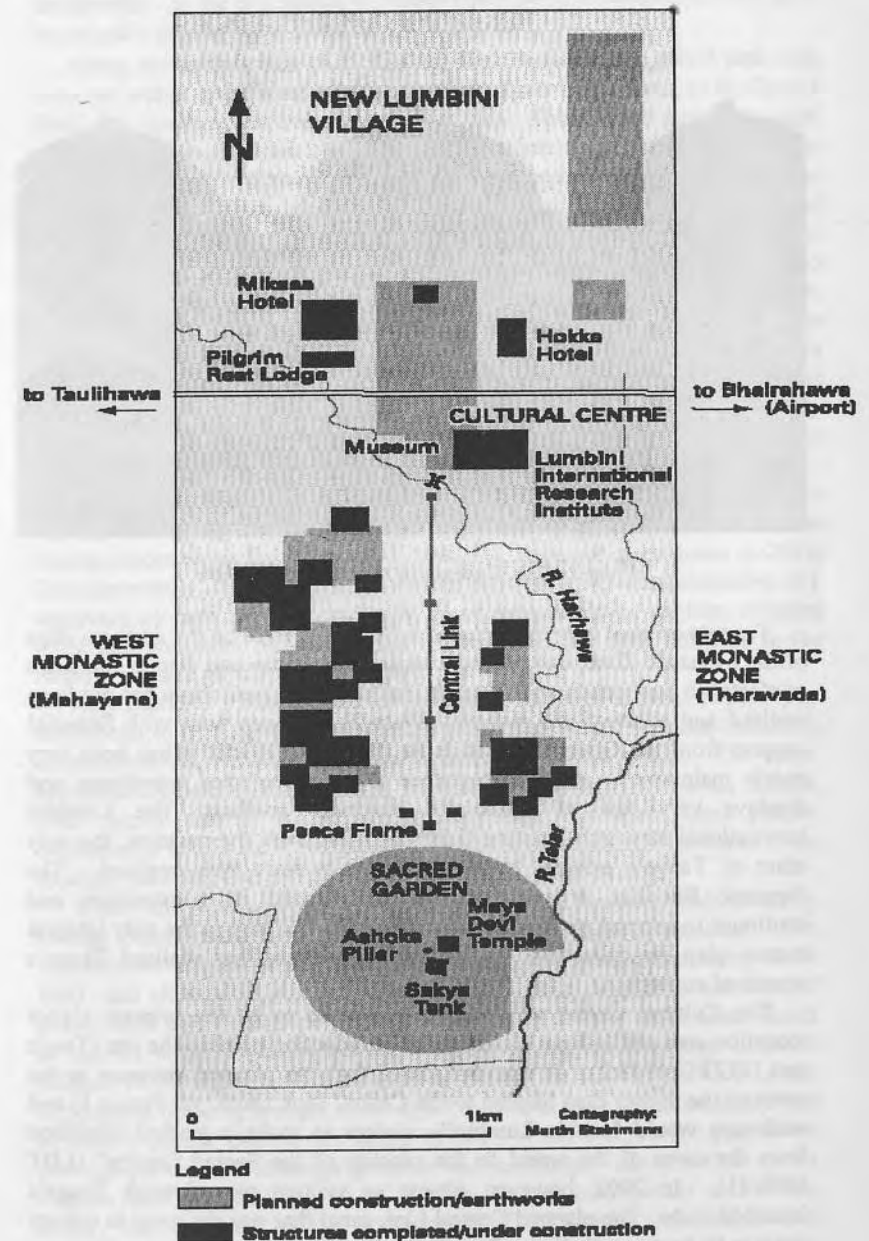 NEW LUMBINI
VILLAGE
N
Miksaa
Hotel
Pilgrim
Rest Lodge
Hokke
Hotel
to Taulihawa
to Bhairahawa
(Airport)
CULTURAL CENTRE
Museum
Lumbini
International
Research
Institute
R. Harhawa
Central Link
WEST
MONASTIC
ZONE
(Mahayana)
EAST
MONASTIC
ZONE
(Theravada)
Peace Flame
R. Telar
SACRED
GARDEN
Maya
Devi
Temple
Ashoka
Pillar
Sakya
Tank
0
1km
Cartography:
Martin Steinmann
Legend
Planned construction/earthworks
Structures completed/under construction